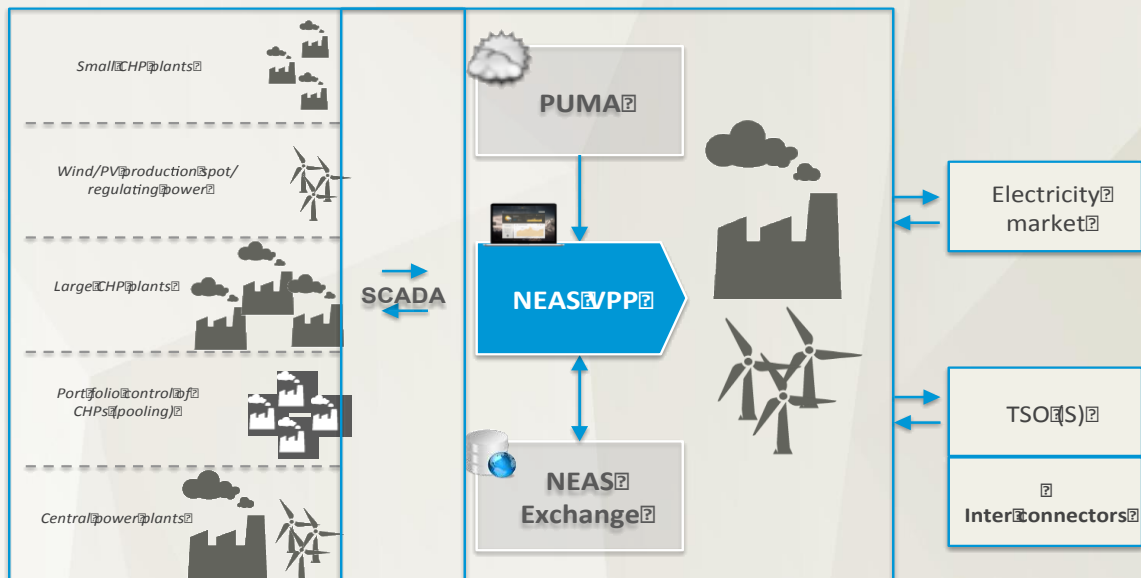 Small CHP plants
Wind/PV production spot/
regulating power
Large CHP plants
Portfolio control of
CHPs (pooling)
Central power plants
SCADA
PUMA
NEAS VPP
NEAS
Exchange
Electricity
market
TSO (S)
Inter connectors